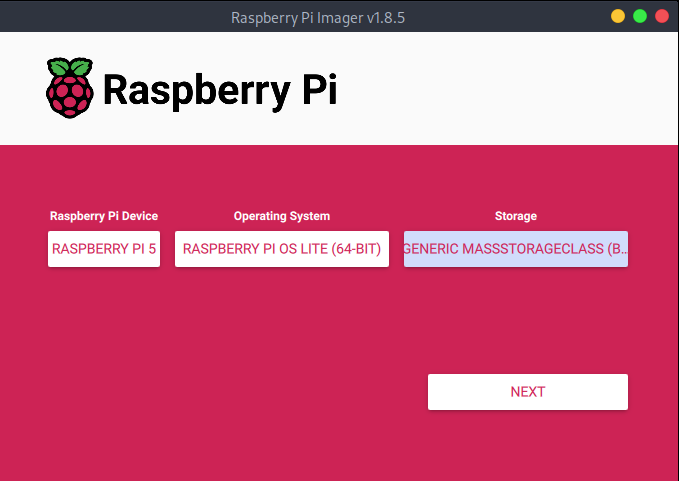 Raspberry Pi Imager v1.8.5
Raspberry Pi
Raspberry Pi Device Operating System Storage
RASPBERRY PI 5 RASPBERRY PI OS LITE (64-BIT) GENERIC MASSSTORAGECLASS (B...
NEXT